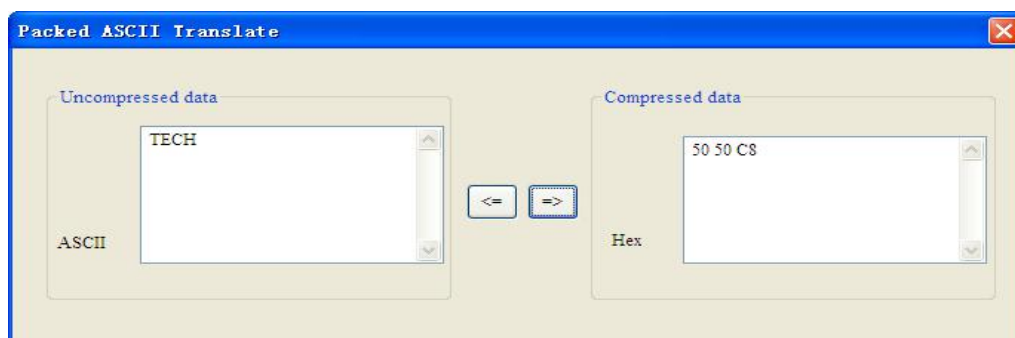 Packed ASCII Translate
Uncompressed data
TECH
ASCII
<= =>
Compressed data
50 50 C8
Hex